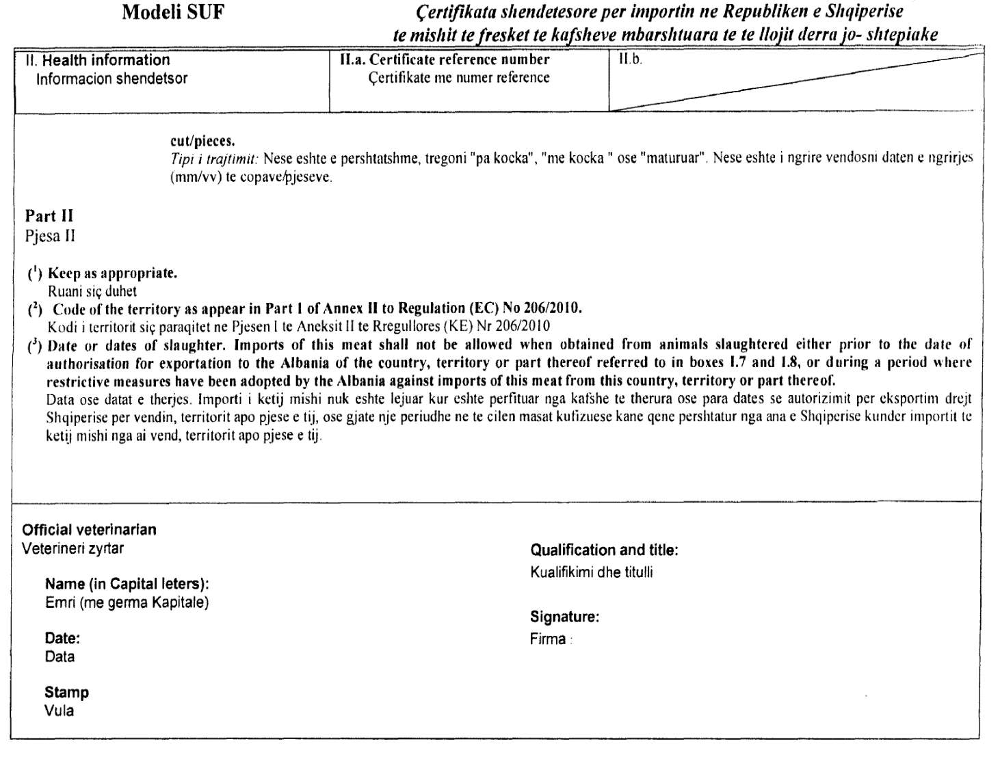 Modeli SUF
Çertifikata shendetesore per importin ne Republiken e Shqiperise
te mishit te fresket te kafsheve mbarshtuara te te llojit derra jo- shtepiake
II. Health information
Informacion shendetsor
II.a. Certificate reference number
Çertifikate me numer reference
II.b.
cut/pieces.
Tipi i trajtimit: Nese eshte e pershtatshme, tregoni "pa kocka", "me kocka " ose "maturuar". Nese eshte i ngrire vendosni daten e ngrirjes
(mm/vv) te copave/pjeseve.
Part II
Pjesa II
(¹) Keep as appropriate.
Ruani siç duhet
(²) Code of the territory as appear in Part 1 of Annex II to Regulation (EC) No 206/2010.
Kodi i territorit siç paraqitet ne Pjesen I te Aneksit II te Rregullores (KE) Nr 206/2010
(³) Date or dates of slaughter. Imports of this meat shall not be allowed when obtained from animals slaughtered either prior to the date of
authorisation for exportation to the Albania of the country, territory or part thereof referred to in boxes I.7 and I.8, or during a period where
restrictive measures have been adopted by the Albania against imports of this meat from this country, territory or part thereof.
Data ose datat e therjes. Importi i ketij mishi nuk eshte lejuar kur eshte perfituar nga kafshe te therura ose para dates se autorizimit per eksportim drejt
Shqiperise per vendin, territorit apo pjese e tij, ose gjate nje periudhe ne te cilen masat kufizuese kane qene pershtatur nga ana e Shqiperise kunder importit te
ketij mishi nga ai vend, territorit apo pjese e tij.
Official veterinarian
Veterineri zyrtar
Qualification and title:
Kualifikimi dhe titulli
Name (in Capital leters):
Emri (me germa Kapitale)
Signature:
Firma :
Date:
Data
Stamp
Vula